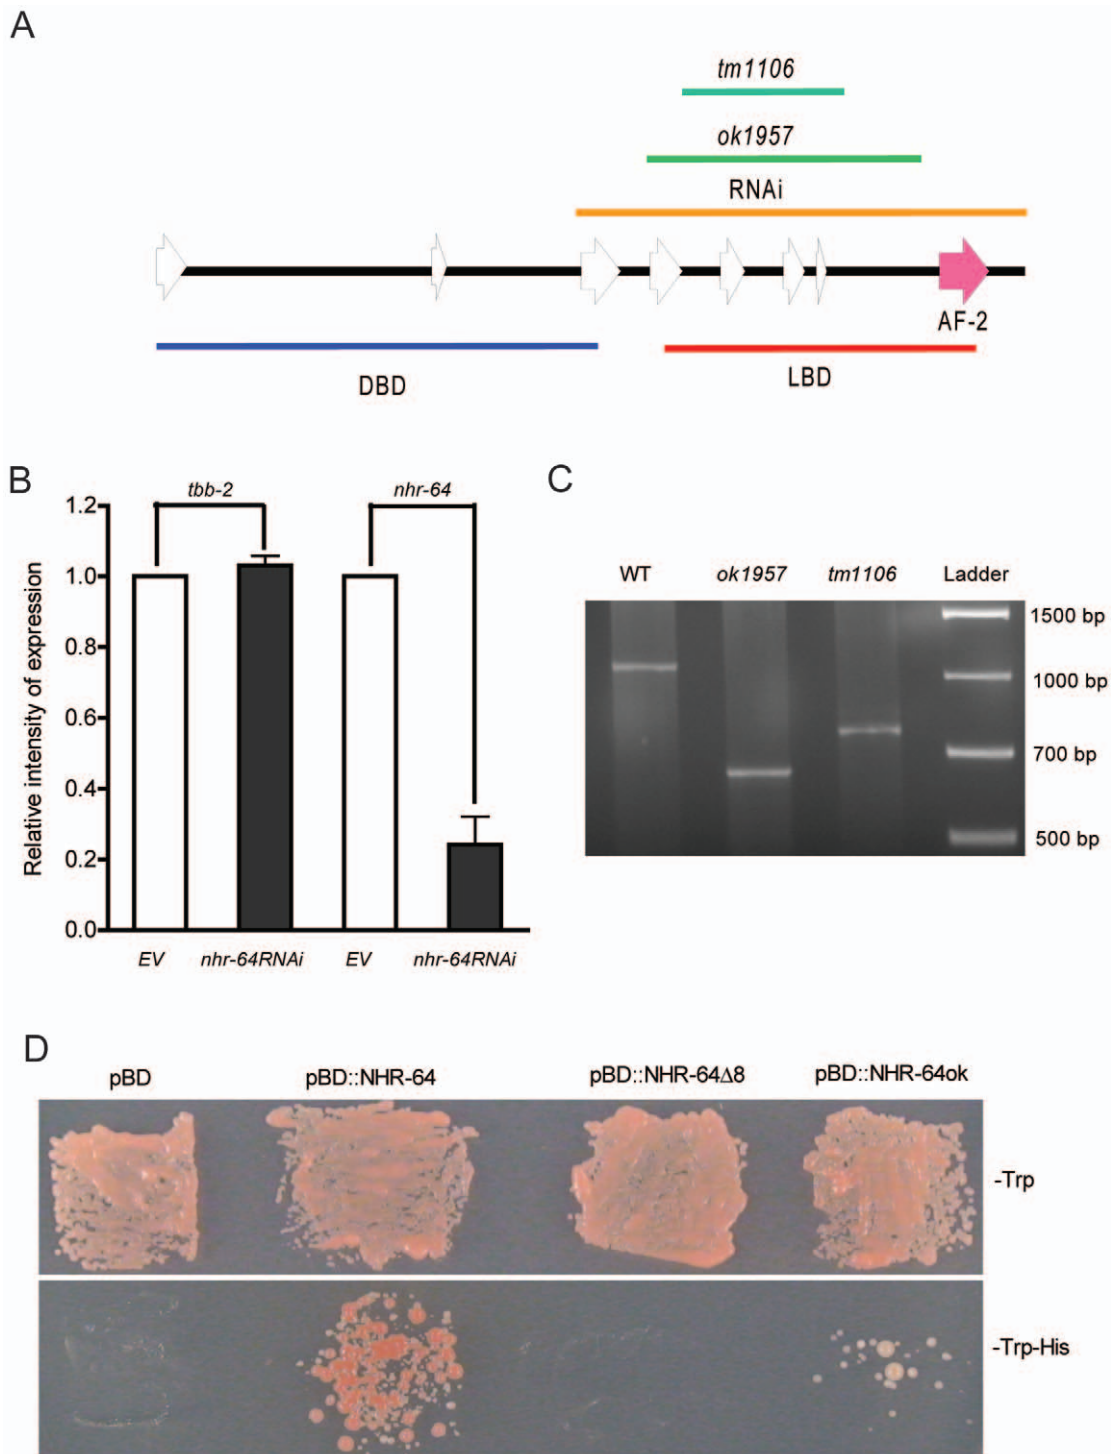 A
tm1106
ok1957
RNAi
AF-2
DBD
LBD
B
Relative intensity of expression
1.2
1.0
0.8
0.6
0.4
0.2
0.0
tbb-2
nhr-64
EV
nhr-64RNAi
EV
nhr-64RNAi
C
WT
ok1957
tm1106
Ladder
1500 bp
1000 bp
700 bp
500 bp
D
pBD
pBD::NHR-64
pBD::NHR-64Δ8
pBD::NHR-64ok
-Trp
-Trp-His